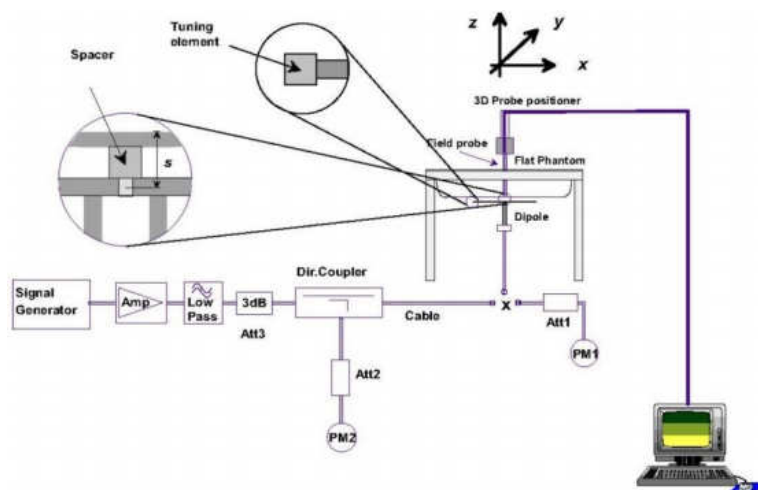 Tuning
element
Spacer
z
y
x
3D Probe positioner
s
Field probe
Flat Phantom
Dipole
Dir.Coupler
Signal
Generator
Amp
Low
Pass
3dB
Cable
x
Att1
Att3
PM1
Att2
PM2